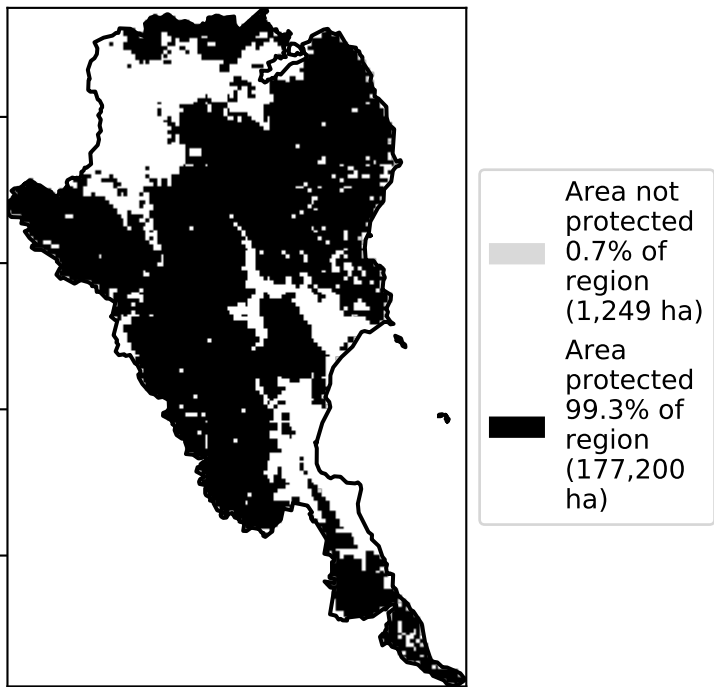 Area not
protected
0.7% of
region
(1,249 ha)
Area
protected
99.3% of
region
(177,200
ha)